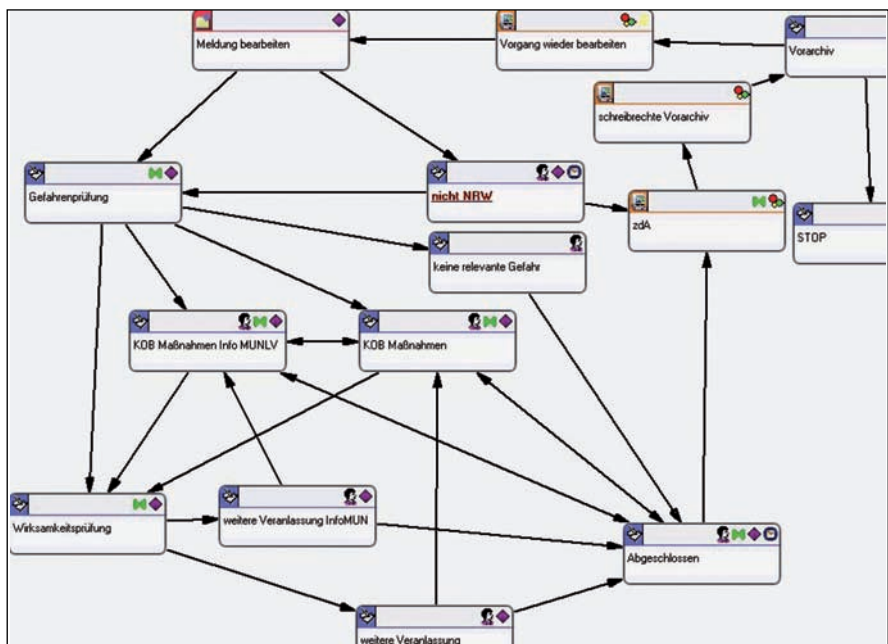 Meldung bearbeiten
Vorgang wieder bearbeiten
Vorarchiv
schreibrechte Vorarchiv
Gefahrenprüfung
nicht NRW
zdA
STOP
keine relevante Gefahr
KOB Maßnahmen Info MUNLV
KOB Maßnahmen
Wirksamkeitsprüfung
weitere Veranlassung InfoMUN
Abgeschlossen
weitere Veranlassung